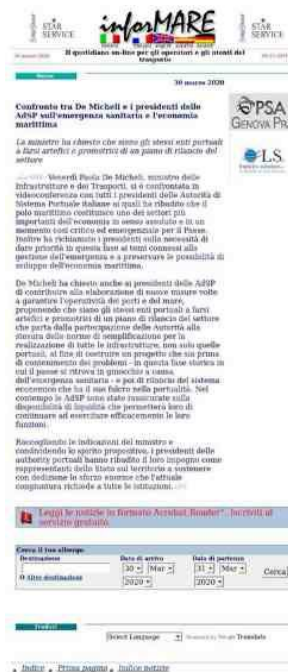 STAR SERVICE
inforMARE
STAR SERVICE
30 marzo 2020
Il quotidiano on-line per gli operatori e gli utenti del trasporto
30 marzo 2020
Confronto tra De Micheli e i presidenti delle
AdSP sull'emergenza sanitaria e l'economia
marittima
PSA
GENOVA PRA
La ministra ha chiesto che siano gli stessi enti portuali
a farsi artefici e promotrici di un piano di rilancio del
settore
LS
Venerdì Paola De Micheli, ministro delle
Infrastrutture e dei Trasporti, si è confrontata in
videoconferenza con tutti i presidenti delle Autorità di
Sistema Portuale italiane ai quali ha ribadito che il
polo marittimo costituisce uno dei settori più
importanti dell'economia in senso assoluto e in un
momento così critico ed emergenziale per il Paese.
Inoltre ha richiamato i presidenti sulla necessità di
dare priorità in questa fase ai temi connessi alla
gestione dell'emergenza e a preservare le possibilità di
sviluppo dell'economia marittima.
De Micheli ha chiesto anche ai presidenti delle AdSP
di contribuire alla elaborazione di nuove misure volte
a garantire l'operatività dei porti e del mare,
proponendo che siano gli stessi enti portuali a farsi
artefici e promotrici di un piano di rilancio del settore
che parta dalla partecipazione delle Autorità alla
stesura delle norme di semplificazione per la
realizzazione di tutte le infrastrutture, non solo quelle
portuali, al fine di costruire un progetto che sia prima
di contenimento dei problemi - in questa fase storica in
cui il paese si ritrova in ginocchio a causa
dell'emergenza sanitaria - e poi di rilancio del sistema
economico che ha il suo fulcro nella portualità. Nel
contempo le AdSP sono state rassicurate sulla
disponibilità di liquidità che permetterà loro di
continuare ad esercitare efficacemente le loro
funzioni.
Raccogliendo le indicazioni del ministro e
condividendo lo spirito propositivo, i presidenti delle
authority portuali hanno ribadito il loro impegno come
rappresentanti dello Stato sul territorio a sostenere
con dedizione lo sforzo enorme che l'attuale
congiuntura richiede a tutte le istituzioni.
Leggi le notizie in formato Acrobat Reader®. Iscriviti al
servizio gratuito.
Cerca il tuo albergo
Destinazione Data di arrivo Data di partenza
30 Mar 31 Mar Cerca
Altre destinazioni 2020 2020
Select Language Translate
Indice Prima pagina Indice notizie